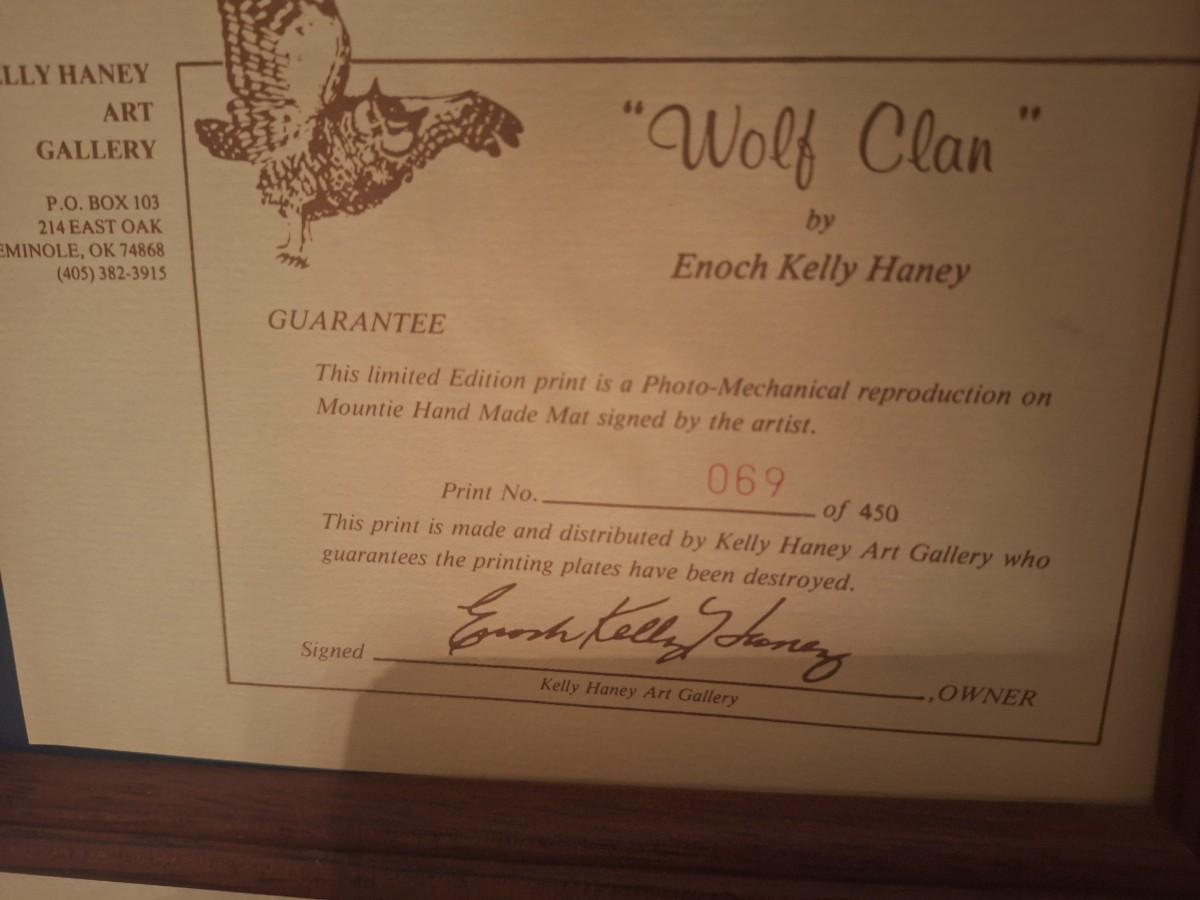 LLY HANEY
ART
GALLERY
P.O. BOX 103
214 EAST OAK
EMINOLE, OK 74868
(405) 382-3915
"Wolf Clan"
by
Enoch Kelly Haney
GUARANTEE
This limited Edition print is a Photo-Mechanical reproduction on
Mountie Hand Made Mat signed by the artist.
Print No. 069 of 450
This print is made and distributed by Kelly Haney Art Gallery who
guarantees the printing plates have been destroyed.
Signed Enoch Kelly Haney, OWNER
Kelly Haney Art Gallery